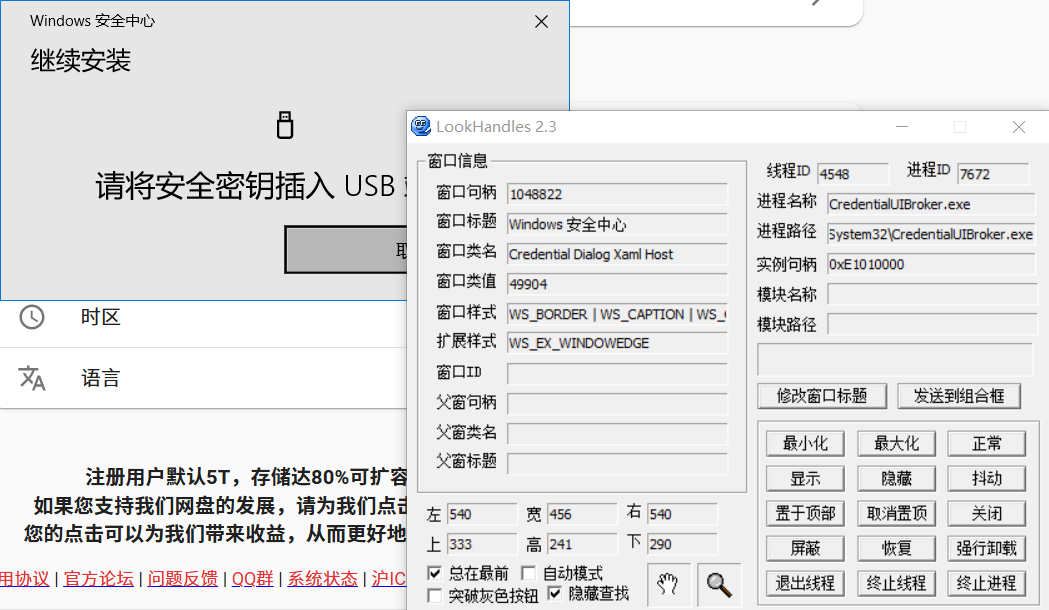 Windows 安全中心
继续安装
请将安全密钥插入 USB
取
时区
语言
注册用户默认5T，存储达80%可扩容
如果您支持我们网盘的发展，请为我们点击
您的点击可以为我们带来收益，从而更好地
用协议 | 官方论坛 | 问题反馈 | QQ群 | 系统状态 | 沪IC
LookHandles 2.3
窗口信息
窗口句柄 1048822
窗口标题 Windows 安全中心
窗口类名 Credential Dialog Xaml Host
窗口类值 49904
窗口样式 WS_BORDER | WS_CAPTION | WS_
扩展样式 WS_EX_WINDOWEDGE
窗口ID
父窗句柄
父窗类名
父窗标题
左 540 宽 456 右 540
上 333 高 241 下 290
总在最前 自动模式
突破灰色按钮 隐藏查找
线程ID 4548 进程ID 7672
进程名称 CredentialUIBroker.exe
进程路径 System32\CredentialUIBroker.exe
实例句柄 0xE1010000
模块名称
模块路径
修改窗口标题 发送到组合框
最小化 最大化 正常
显示 隐藏 抖动
置于顶部 取消置顶 关闭
屏蔽 恢复 强行卸载
退出线程 终止线程 终止进程